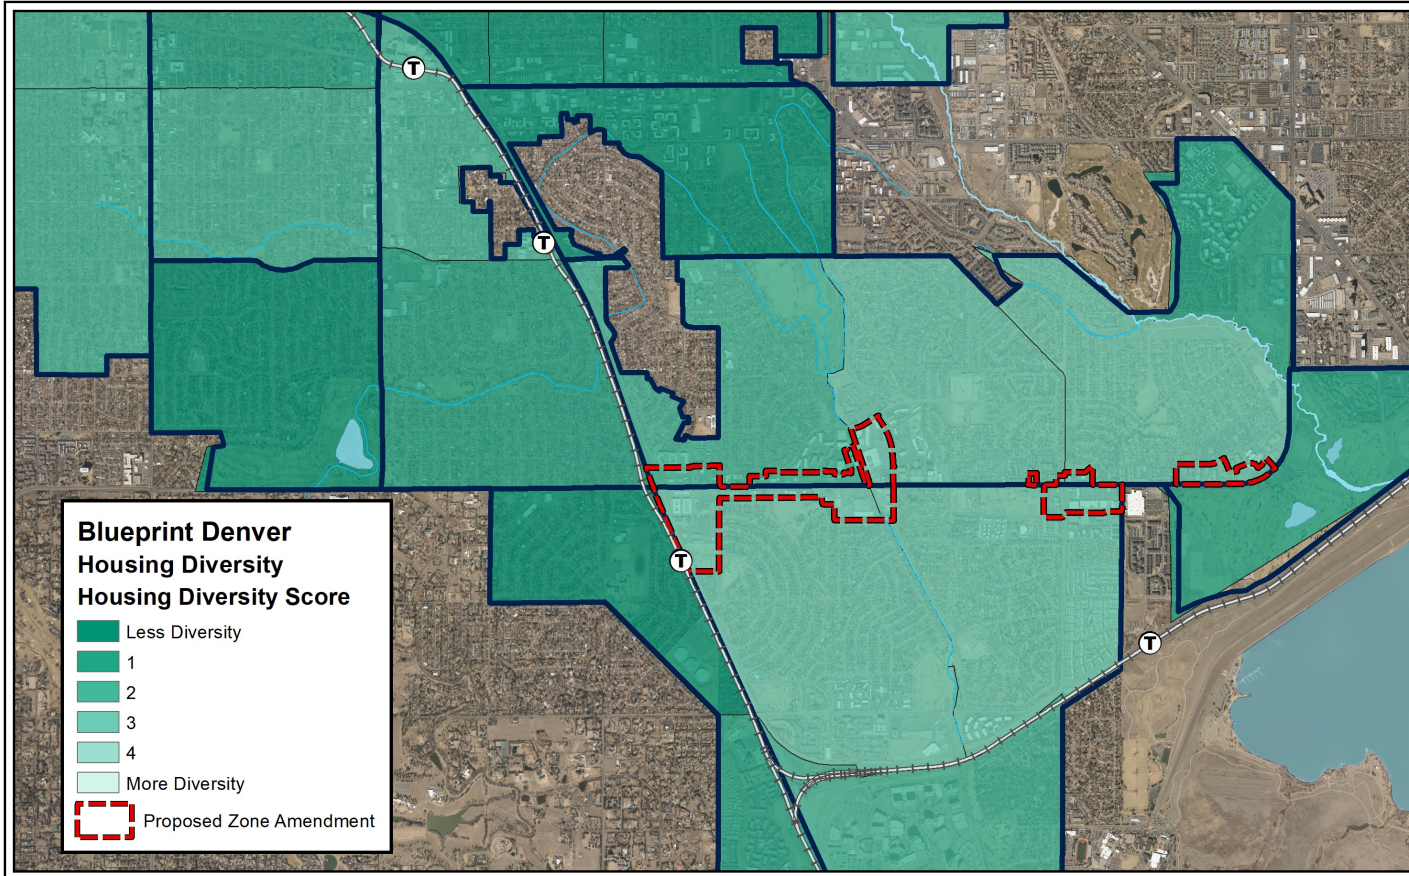 T
T
T
T
Blueprint Denver
Housing Diversity
Housing Diversity Score
Less Diversity
1
2
3
4
More Diversity
Proposed Zone Amendment